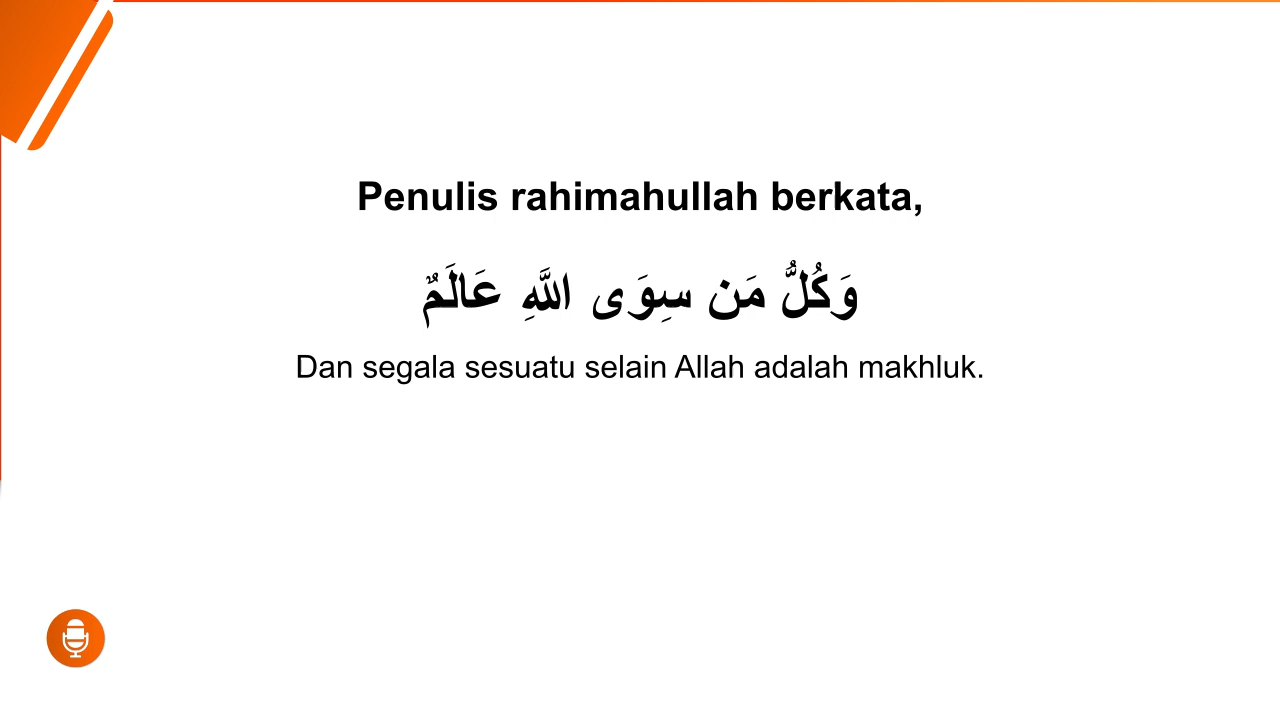 Penulis rahimahullah berkata,
وَكُلُّ مَن سِوَى اللَّهِ عَالَمٌ
Dan segala sesuatu selain Allah adalah makhluk.